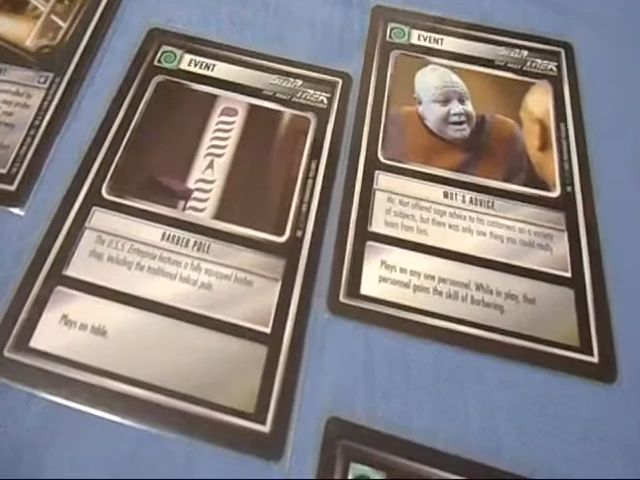 EVENT
STAR TREK
THE NEXT GENERATION
BARBER POLE
The U.S.S. Enterprise features a fully equipped barber
shop, including the traditional helical pole.
Plays on table.
EVENT
STAR TREK
THE NEXT GENERATION
MOT'S ADVICE
Mr. Mot offered sage advice to his customers on a variety
of subjects, but there was only one thing you could really
learn from him.
Plays on any one personnel. While in play, that
personnel gains the skill of Barbering.